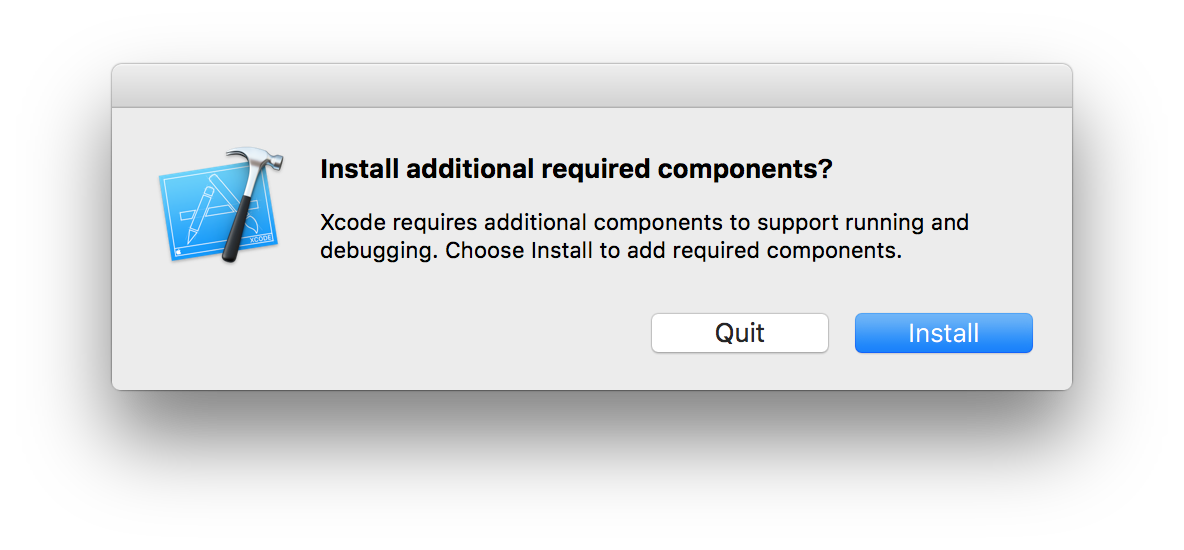 Install additional required components?
XCODE
Xcode requires additional components to support running and
debugging. Choose Install to add required components.
Quit
Install